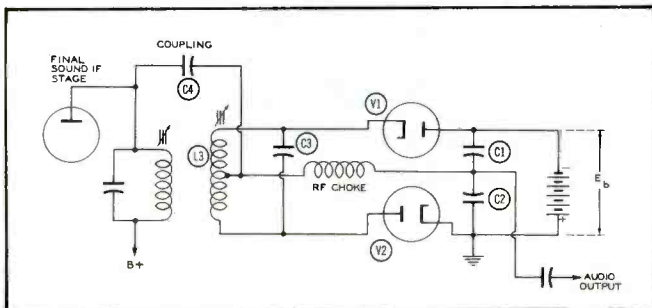 COUPLING
FINAL
SOUND IF
STAGE
C4
V1
L3
C3
C1
RF CHOKE
C2
E b
+
V2
B+
AUDIO
OUTPUT